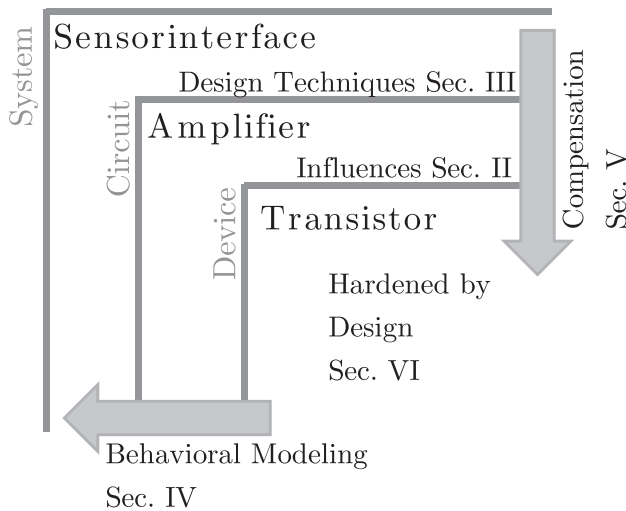 Sensorinterface
System
Design Techniques Sec. III
Amplifier
Circuit
Influences Sec. II
Transistor
Device
Compensation
Sec. V
Hardened by
Design
Sec. VI
Behavioral Modeling
Sec. IV